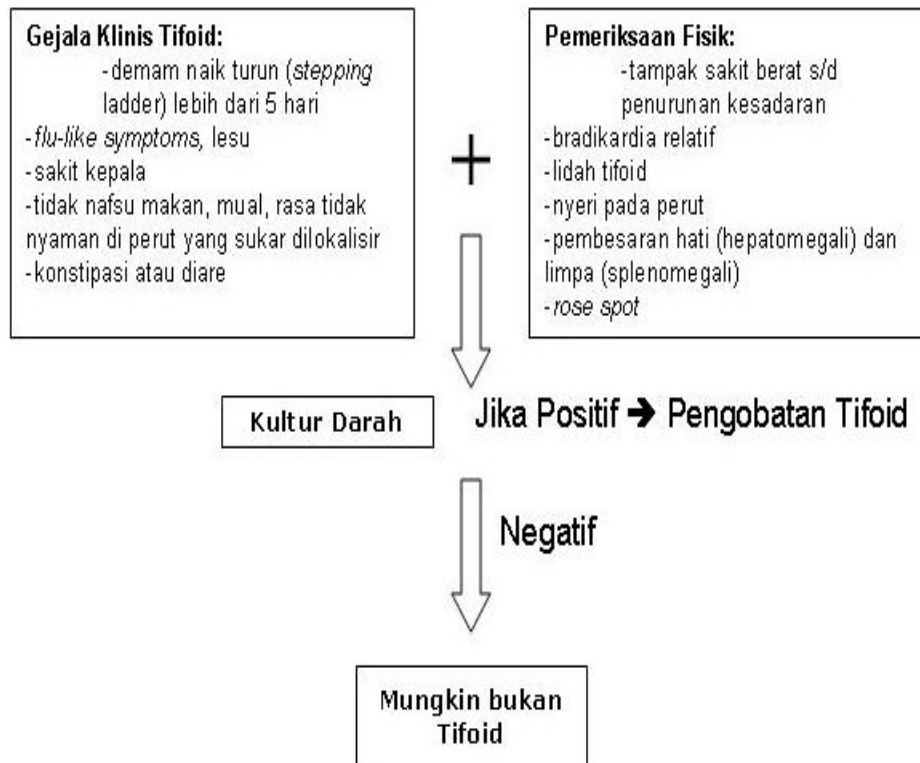 Gejala Klinis Tifoid:
-demam naik turun (stepping
ladder) lebih dari 5 hari
-flu-like symptoms, lesu
-sakit kepala
-tidak nafsu makan, mual, rasa tidak
nyaman di perut yang sukar dilokalisir
-konstipasi atau diare
+
Pemeriksaan Fisik:
-tampak sakit berat s/d
penurunan kesadaran
-bradikardia relatif
-lidah tifoid
-nyeri pada perut
-pembesaran hati (hepatomegali) dan
limpa (splenomegali)
-rose spot
Kultur Darah
Jika Positif ➔ Pengobatan Tifoid
Negatif
Mungkin bukan
Tifoid